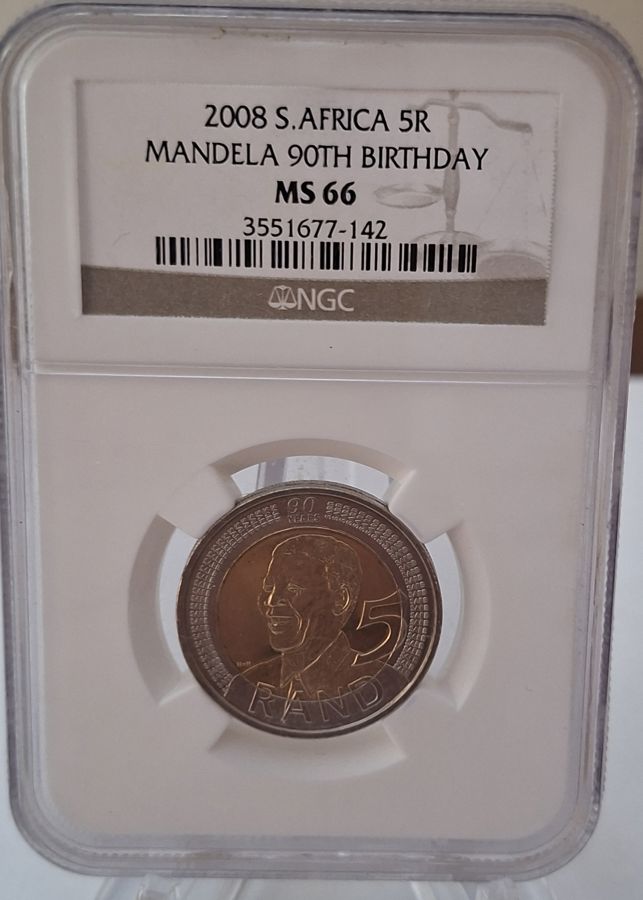 2008 S.AFRICA 5R
MANDELA 90TH BIRTHDAY
MS 66
3551677-142
NGC
90
YEARS
5
RAND